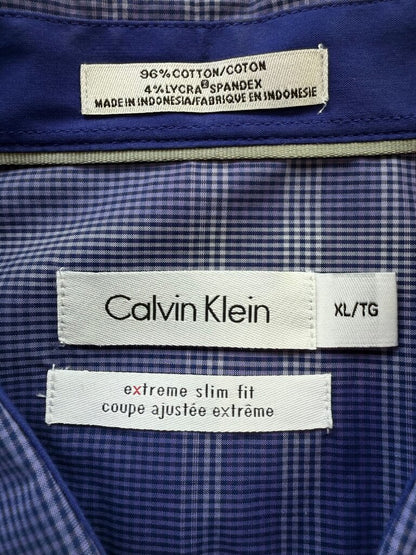 96% COTTON/COTON
4% LYCRA® SPANDEX
MADE IN INDONESIA/FABRIQUE EN INDONESIE
Calvin Klein
XL/TG
extreme slim fit
coupe ajustée extrême